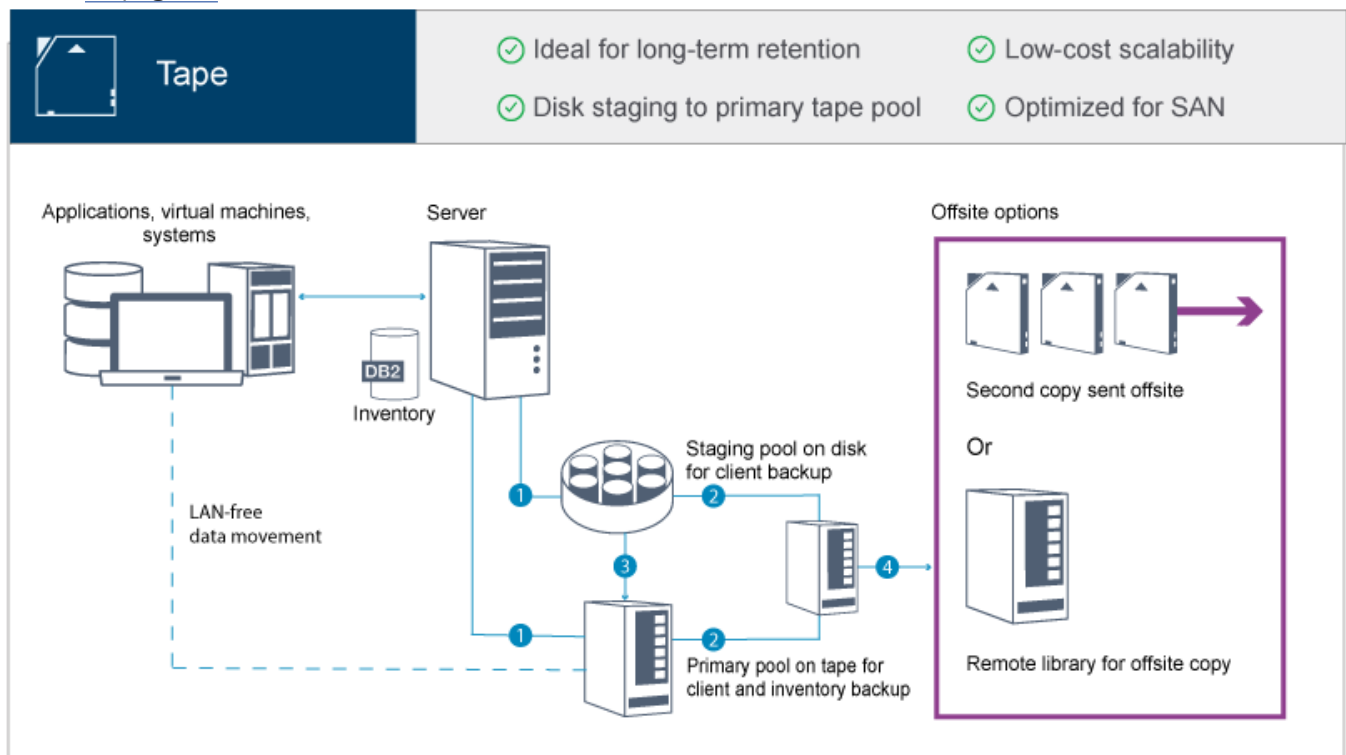 Tape
Ideal for long-term retention
Low-cost scalability
Disk staging to primary tape pool
Optimized for SAN
Applications, virtual machines,
systems
Server
Offsite options
DB2
Inventory
Second copy sent offsite
Staging pool on disk
for client backup
Or
1
2
LAN-free
data movement
3
4
1
2
Primary pool on tape for
client and inventory backup
Remote library for offsite copy